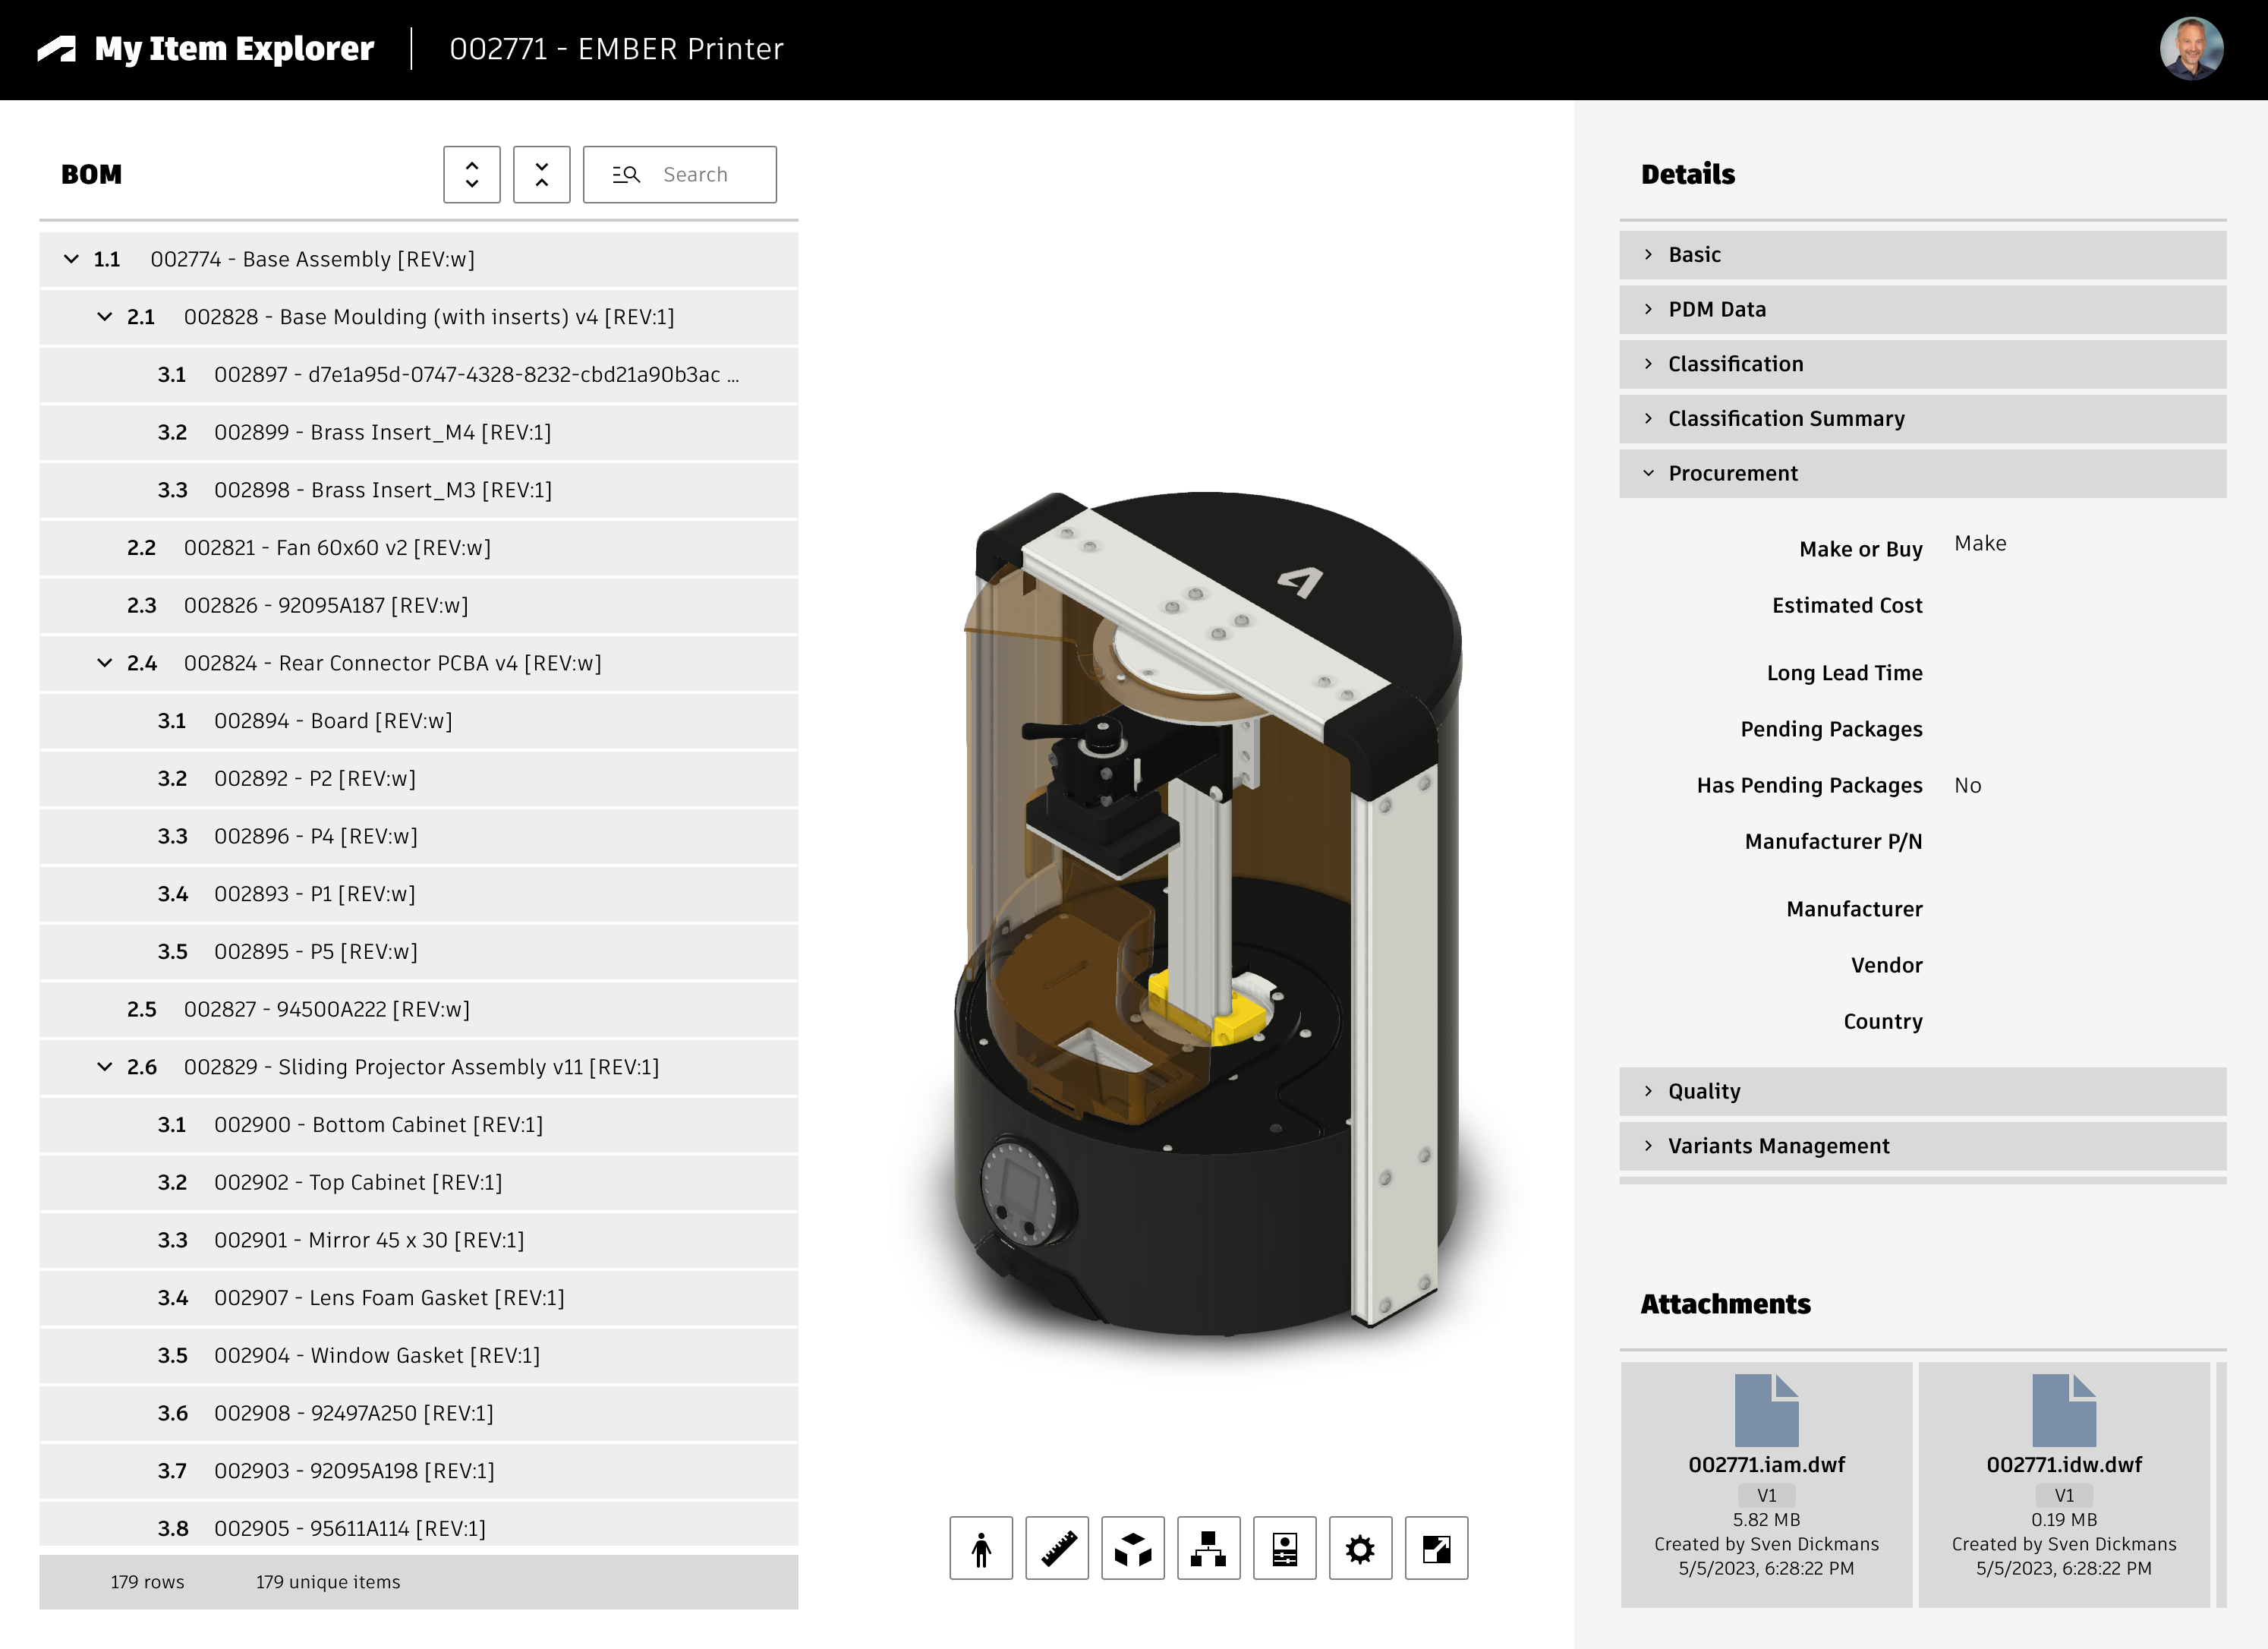 My Item Explorer
002771 - EMBER Printer
BOM
Search
1.1 002774 - Base Assembly [REV:w]
2.1 002828 - Base Moulding (with inserts) v4 [REV:1]
3.1 002897 - d7e1a95d-0747-4328-8232-cbd21a90b3ac ...
3.2 002899 - Brass Insert_M4 [REV:1]
3.3 002898 - Brass Insert_M3 [REV:1]
2.2 002821 - Fan 60x60 v2 [REV:w]
2.3 002826 - 92095A187 [REV:w]
2.4 002824 - Rear Connector PCBA v4 [REV:w]
3.1 002894 - Board [REV:w]
3.2 002892 - P2 [REV:w]
3.3 002896 - P4 [REV:w]
3.4 002893 - P1 [REV:w]
3.5 002895 - P5 [REV:w]
2.5 002827 - 94500A222 [REV:w]
2.6 002829 - Sliding Projector Assembly v11 [REV:1]
3.1 002900 - Bottom Cabinet [REV:1]
3.2 002902 - Top Cabinet [REV:1]
3.3 002901 - Mirror 45 x 30 [REV:1]
3.4 002907 - Lens Foam Gasket [REV:1]
3.5 002904 - Window Gasket [REV:1]
3.6 002908 - 92497A250 [REV:1]
3.7 002903 - 92095A198 [REV:1]
3.8 002905 - 95611A114 [REV:1]
179 rows 179 unique items
Details
Basic
PDM Data
Classification
Classification Summary
Procurement
Make or Buy Make
Estimated Cost
Long Lead Time
Pending Packages
Has Pending Packages No
Manufacturer P/N
Manufacturer
Vendor
Country
Quality
Variants Management
Attachments
002771.iam.dwf
V1
5.82 MB
Created by Sven Dickmans
5/5/2023, 6:28:22 PM
002771.idw.dwf
V1
0.19 MB
Created by Sven Dickmans
5/5/2023, 6:28:22 PM